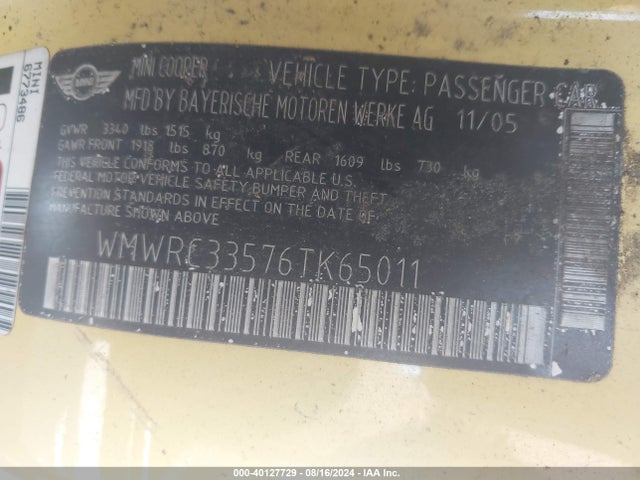 MINI COOPER VEHICLE TYPE: PASSENGER CAR
MFD BY BAYERISCHE MOTOREN WERKE AG 11/05
GVWR 3340 lbs 1515 kg
GAWR FRONT 1918 lbs 870 kg REAR 1609 lbs 730 kg
THIS VEHICLE CONFORMS TO ALL APPLICABLE U.S.
FEDERAL MOTOR VEHICLE SAFETY BUMPER AND THEFT
PREVENTION STANDARDS IN EFFECT ON THE DATE OF
MANUFACTURE SHOWN ABOVE.
WMWRC33576TK65011
MINI
6773486
000-40127729 - 08/16/2024 - IAA Inc.